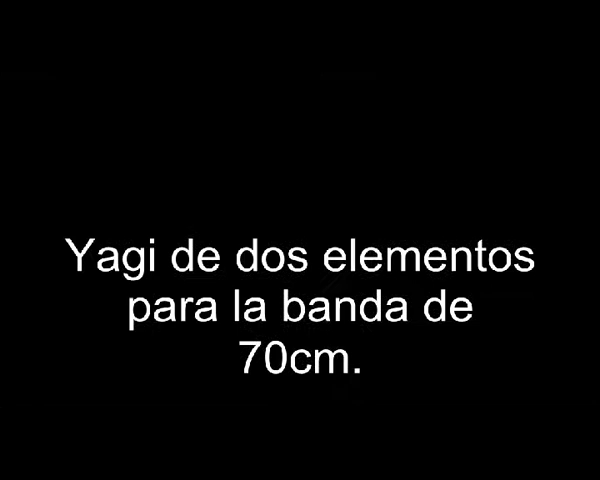 Yagi de dos elementos
para la banda de
70cm.